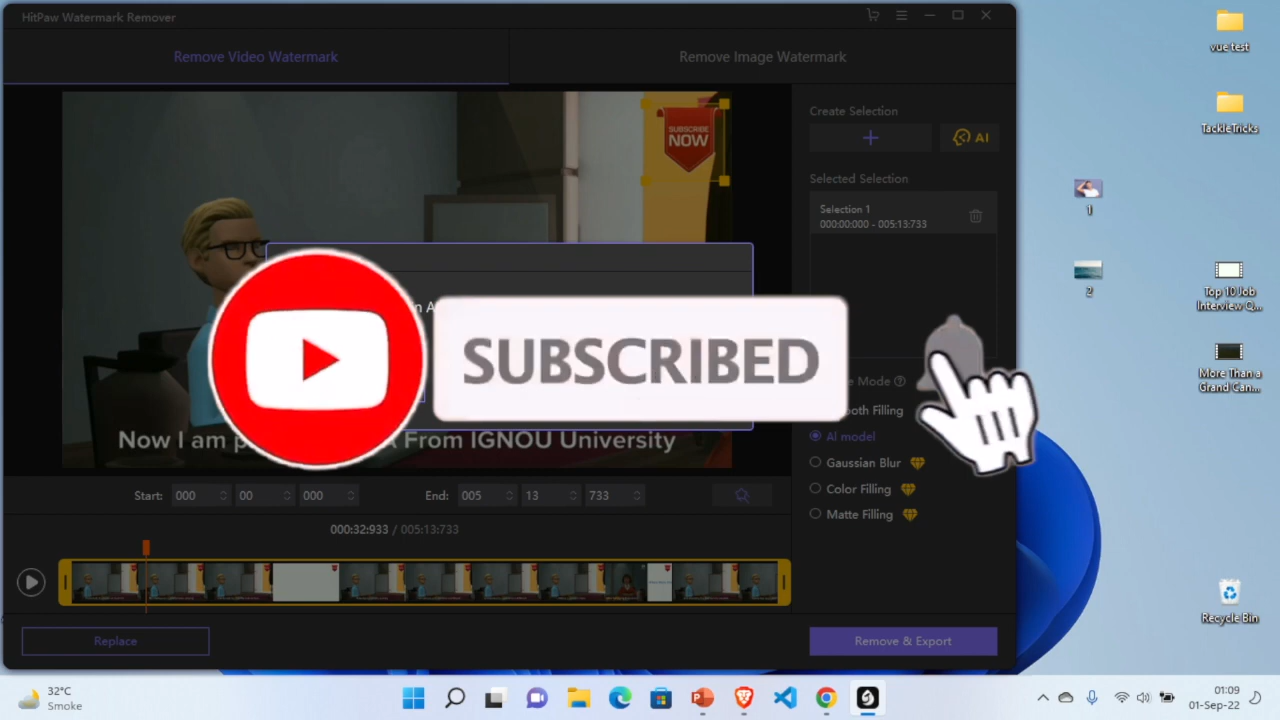 HitPaw Watermark Remover
Remove Video Watermark
Remove Image Watermark
vue test
TackleTricks
SUBSCRIBE
NOW
Create Selection
AI
Selected Selection
Selection 1
000:00:000 - 005:13:733
1
2
Top 10 Job
Interview Q...
More Than a
Grand Can...
SUBSCRIBED
Mode
Filling
AI model
Gaussian Blur
Color Filling
Matte Filling
Now I am
From IGNOU University
Start: 000 00 000 End: 005 13 733
000:32:933 / 005:13:733
Replace
Remove & Export
Recycle Bin
32°C
Smoke
01:09
01-Sep-22